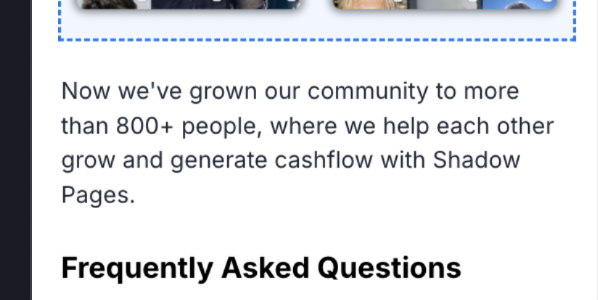 Now we've grown our community to more
than 800+ people, where we help each other
grow and generate cashflow with Shadow
Pages.
Frequently Asked Questions